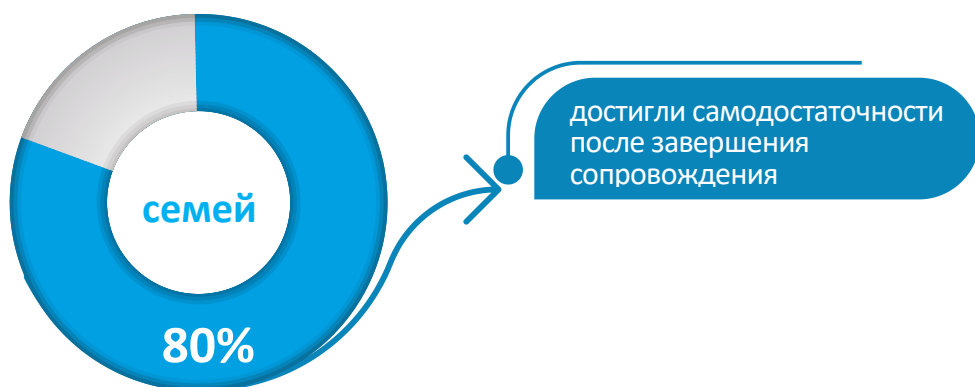 семей
80%
достигли самодостаточности
после завершения
сопровождения